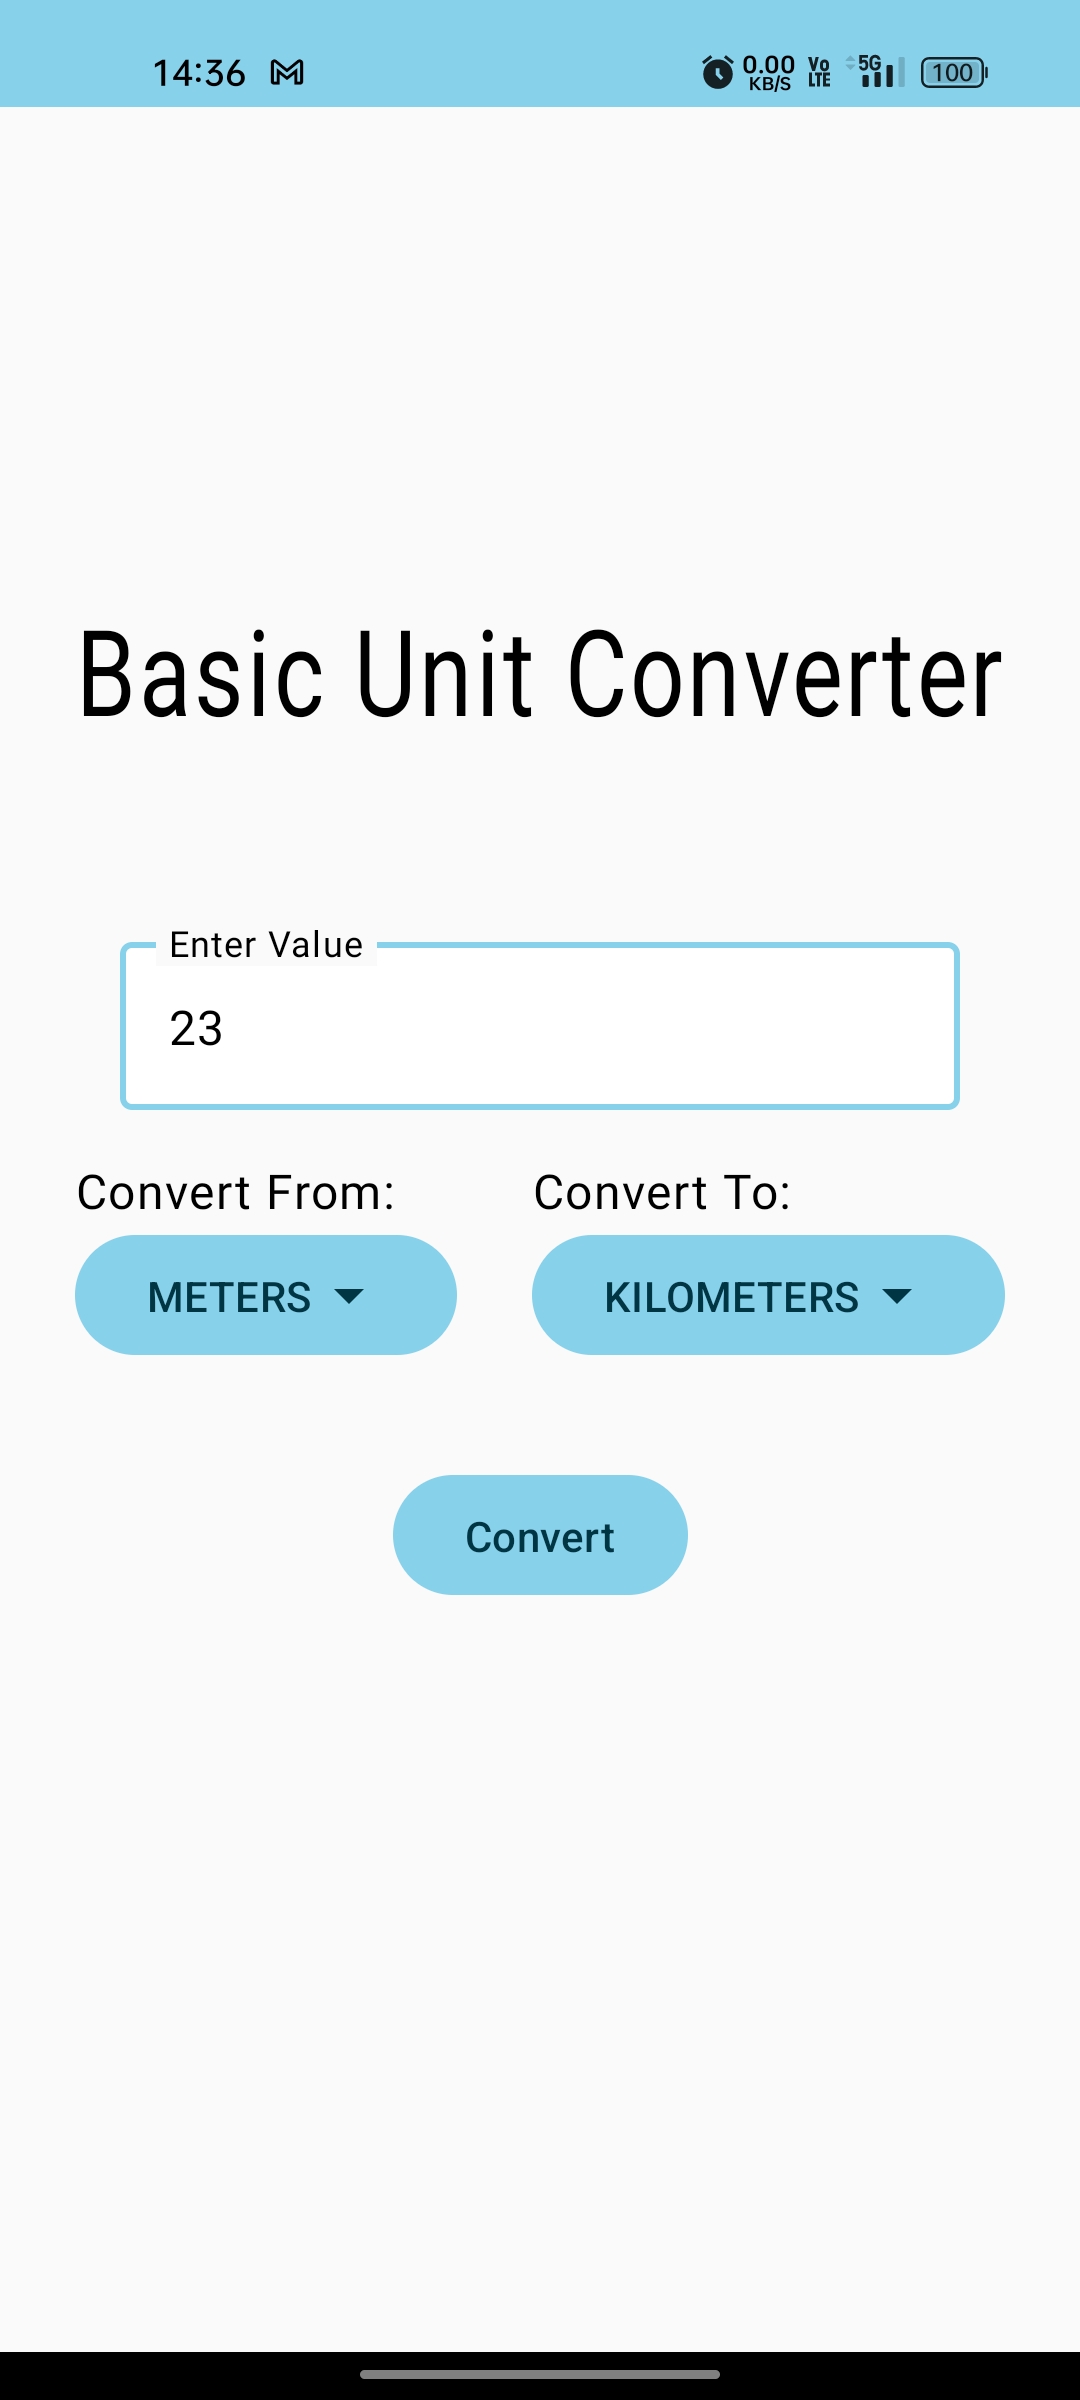 14:36 0.00 KB/S Vo LTE 5G 100
Basic Unit Converter
Enter Value
23
Convert From: Convert To:
METERS KILOMETERS
Convert